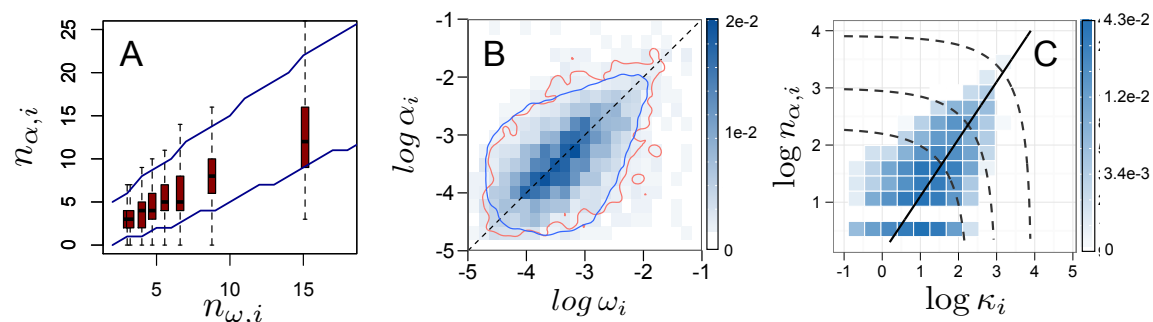 A
n_{α,i}
25
20
15
10
5
0
5
10
15
n_{ω,i}
B
log α_i
-1
-2
-3
-4
-5
-5
-4
-3
-2
-1
log ω_i
2e-2
1e-2
0
C
log n_{α,i}
4
3
2
1
-1
0
1
2
3
4
5
log κ_i
4.3e-2
1.2e-2
3.4e-3
0